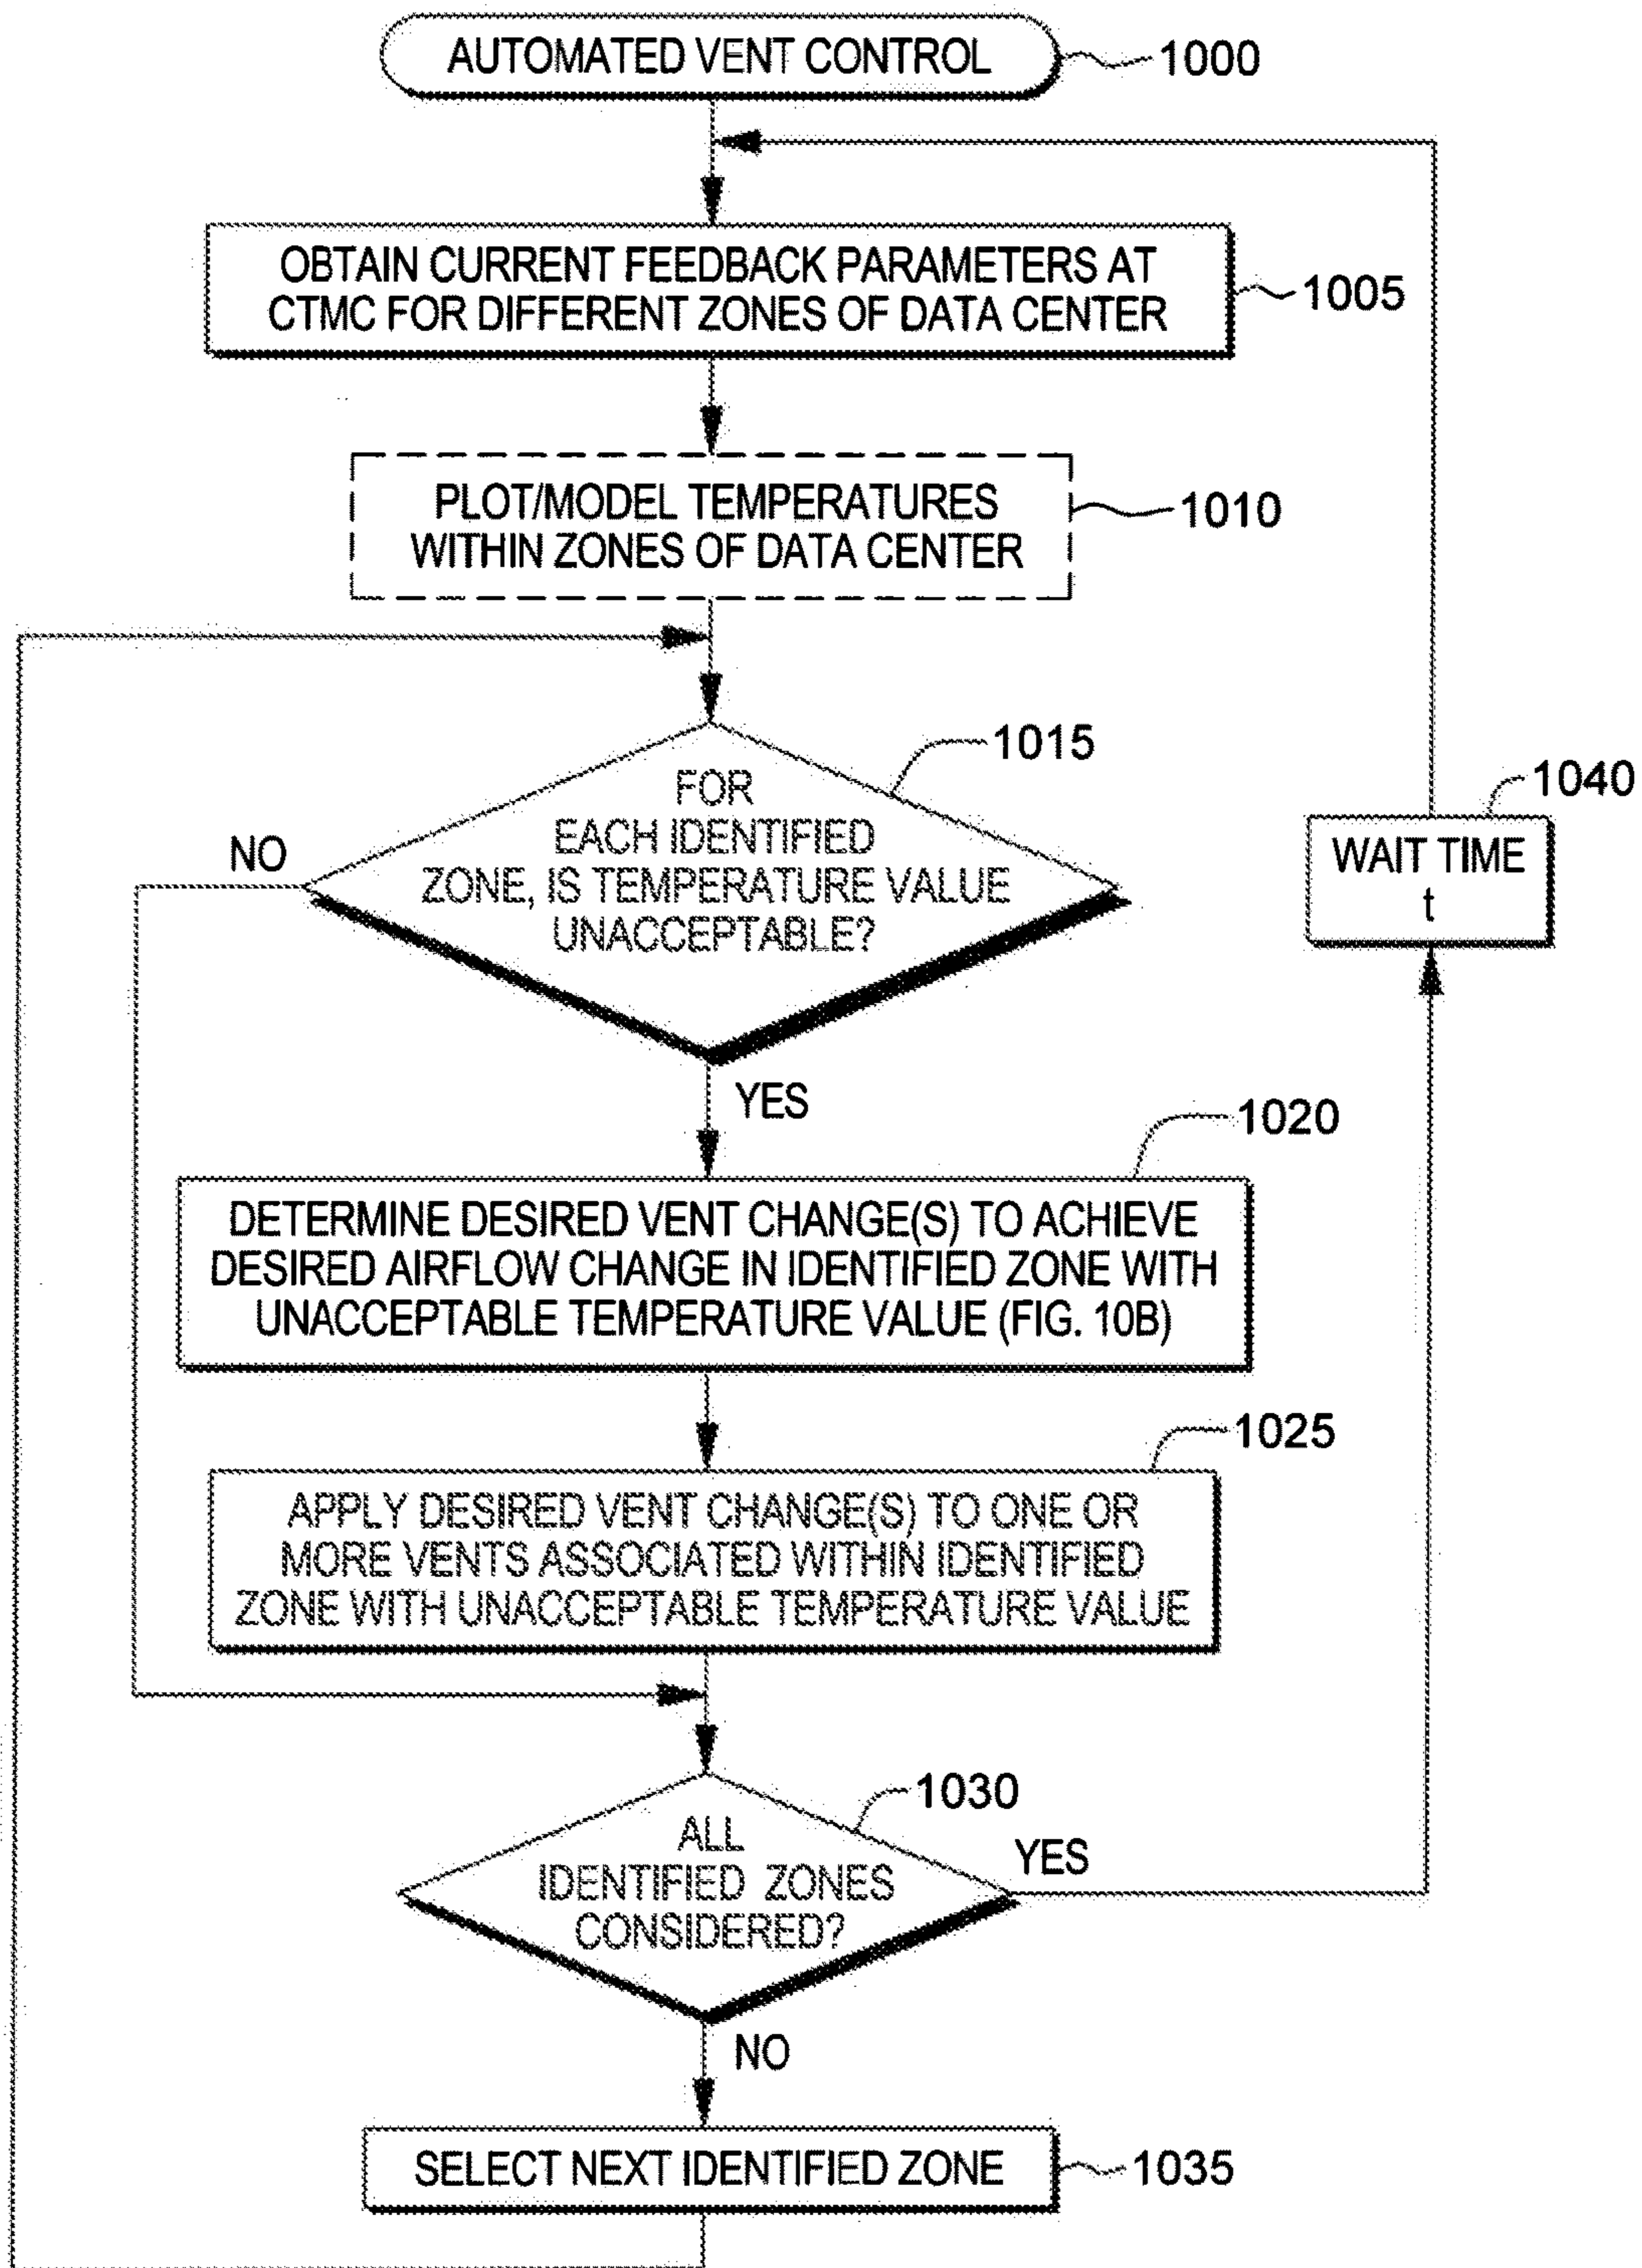 AUTOMATED VENT CONTROL
1000
OBTAIN CURRENT FEEDBACK PARAMETERS AT
CTMC FOR DIFFERENT ZONES OF DATA CENTER
1005
PLOT/MODEL TEMPERATURES
WITHIN ZONES OF DATA CENTER
1010
1015
FOR
EACH IDENTIFIED
ZONE, IS TEMPERATURE VALUE
UNACCEPTABLE?
NO
1040
WAIT TIME
t
YES
1020
DETERMINE DESIRED VENT CHANGE(S) TO ACHIEVE
DESIRED AIRFLOW CHANGE IN IDENTIFIED ZONE WITH
UNACCEPTABLE TEMPERATURE VALUE (FIG. 10B)
1025
APPLY DESIRED VENT CHANGE(S) TO ONE OR
MORE VENTS ASSOCIATED WITHIN IDENTIFIED
ZONE WITH UNACCEPTABLE TEMPERATURE VALUE
1030
ALL
IDENTIFIED ZONES
CONSIDERED?
YES
NO
SELECT NEXT IDENTIFIED ZONE
1035